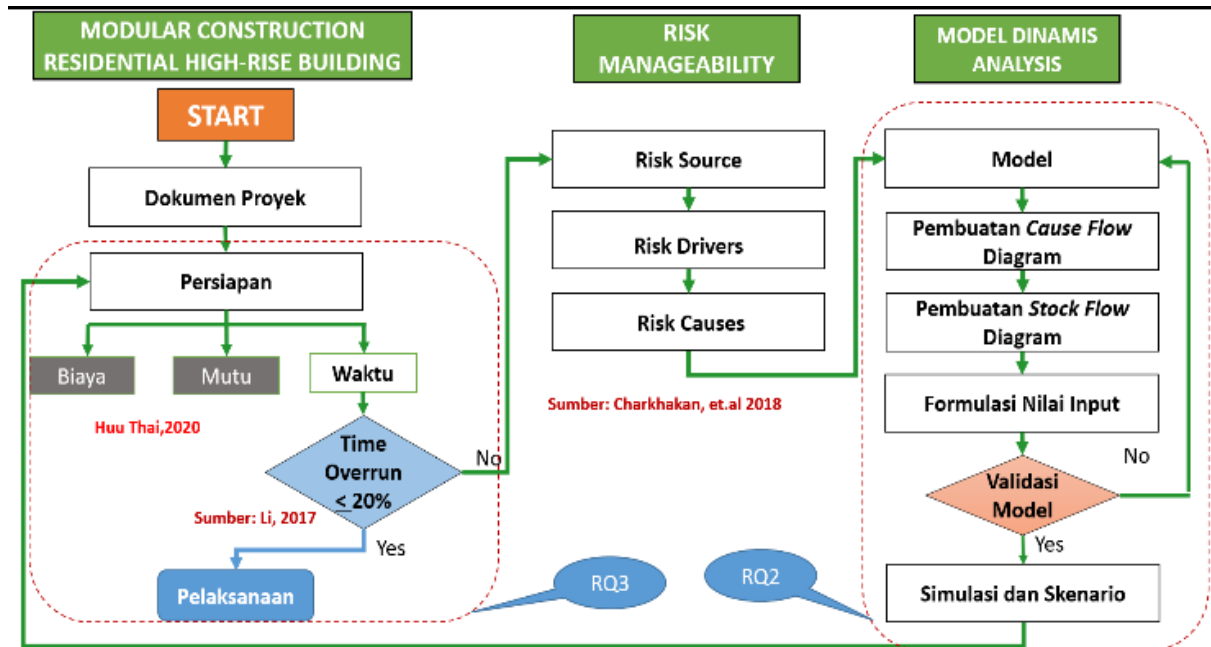 MODULAR CONSTRUCTION
RESIDENTIAL HIGH-RISE BUILDING
START
Dokumen Proyek
Persiapan
Biaya
Mutu
Waktu
Huu Thai,2020
Time
Overrun
< 20%
No
Sumber: Li, 2017
Yes
Pelaksanaan
RQ3
RISK
MANAGEABILITY
Risk Source
Risk Drivers
Risk Causes
Sumber: Charkhakan, et.al 2018
RQ2
MODEL DINAMIS
ANALYSIS
Model
Pembuatan Cause Flow
Diagram
Pembuatan Stock Flow
Diagram
Formulasi Nilai Input
No
Validasi
Model
Yes
Simulasi dan Skenario